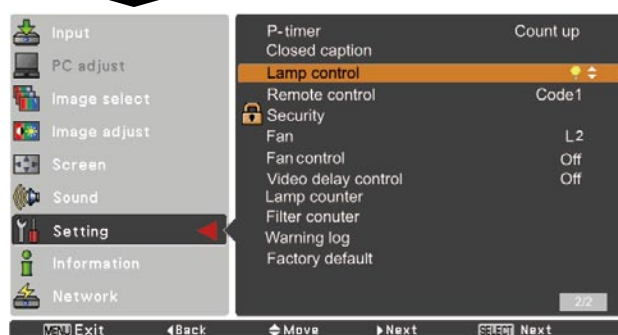 Input
PC adjust
Image select
Image adjust
Screen
Sound
Setting
Information
Network
P-timer Count up
Closed caption
Lamp control
Remote control Code1
Security
Fan L2
Fan control Off
Video delay control Off
Lamp counter
Filter conuter
Warning log
Factory default
2/2
MENU Exit Back Move Next SELECT Next